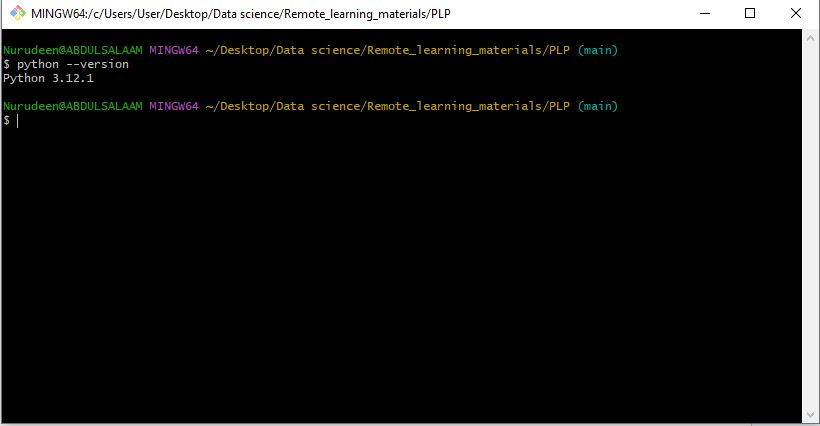 MINGW64:/c/Users/User/Desktop/Data science/Remote_learning_materials/PLP
Nurudeen@ABDULSALAAM MINGW64 ~/Desktop/Data science/Remote_learning_materials/PLP (main)
$ python --version
Python 3.12.1
Nurudeen@ABDULSALAAM MINGW64 ~/Desktop/Data science/Remote_learning_materials/PLP (main)
$